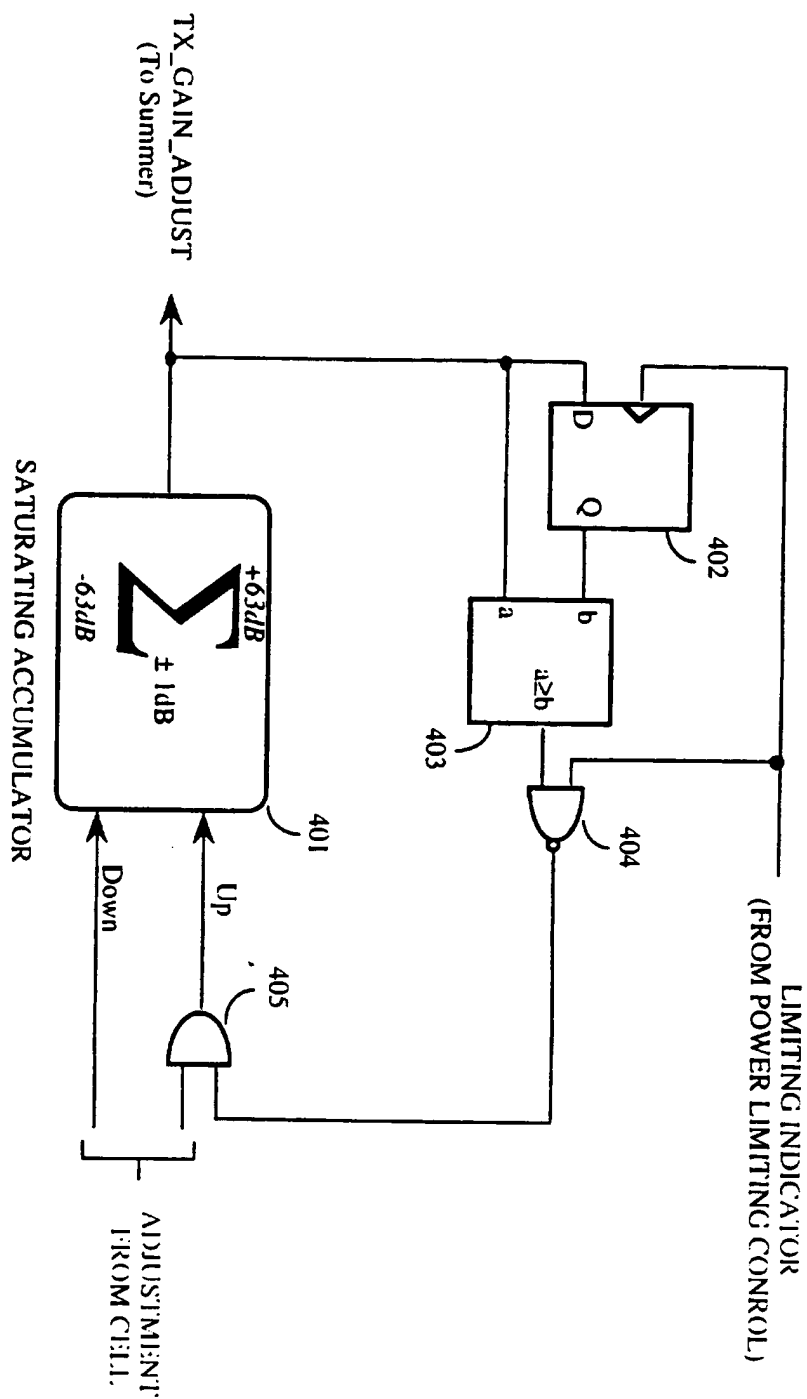 LIMITING INDICATOR
(FROM POWER LIMITING CONROL)
402
D
Q
b
a
a≥b
403
404
TX_GAIN_ADJUST
(To Summer)
+63dB
Σ
± 1dB
-63dB
401
Up
Down
405
SATURATING ACCUMULATOR
ADJUSTMENT
FROM CELL